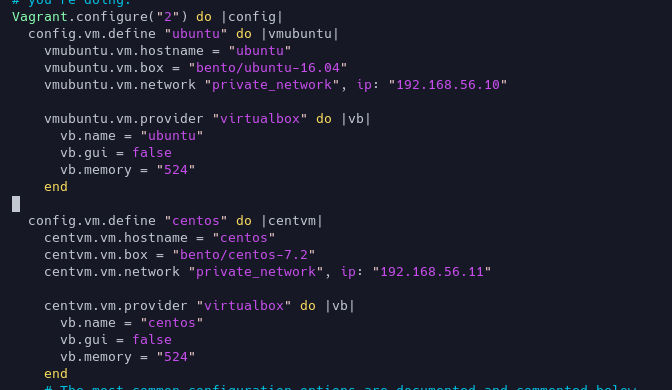 # you're doing.
Vagrant.configure("2") do |config|
  config.vm.define "ubuntu" do |vmubuntu|
    vmubuntu.vm.hostname = "ubuntu"
    vmubuntu.vm.box = "bento/ubuntu-16.04"
    vmubuntu.vm.network "private_network", ip: "192.168.56.10"

    vmubuntu.vm.provider "virtualbox" do |vb|
      vb.name = "ubuntu"
      vb.gui = false
      vb.memory = "524"
    end

  config.vm.define "centos" do |centvm|
    centvm.vm.hostname = "centos"
    centvm.vm.box = "bento/centos-7.2"
    centvm.vm.network "private_network", ip: "192.168.56.11"

    centvm.vm.provider "virtualbox" do |vb|
      vb.name = "centos"
      vb.gui = false
      vb.memory = "524"
    end
    # The most common configuration options are documented and commented below